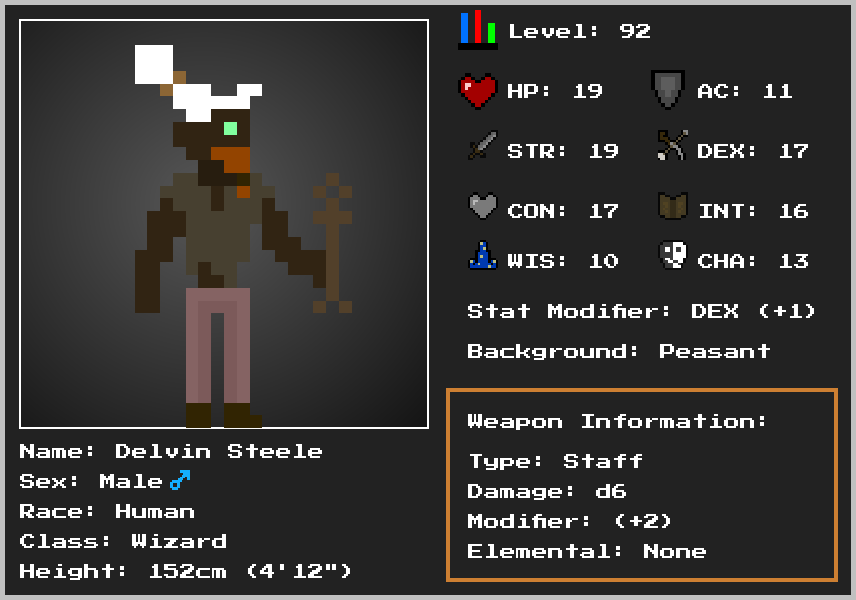 Level: 92
HP: 19
AC: 11
STR: 19
DEX: 17
CON: 17
INT: 16
WIS: 10
CHA: 13
Stat Modifier: DEX (+1)
Background: Peasant
Weapon Information:
Type: Staff
Damage: d6
Modifier: (+2)
Elemental: None
Name: Delvin Steele
Sex: Male♂
Race: Human
Class: Wizard
Height: 152cm (4'12")